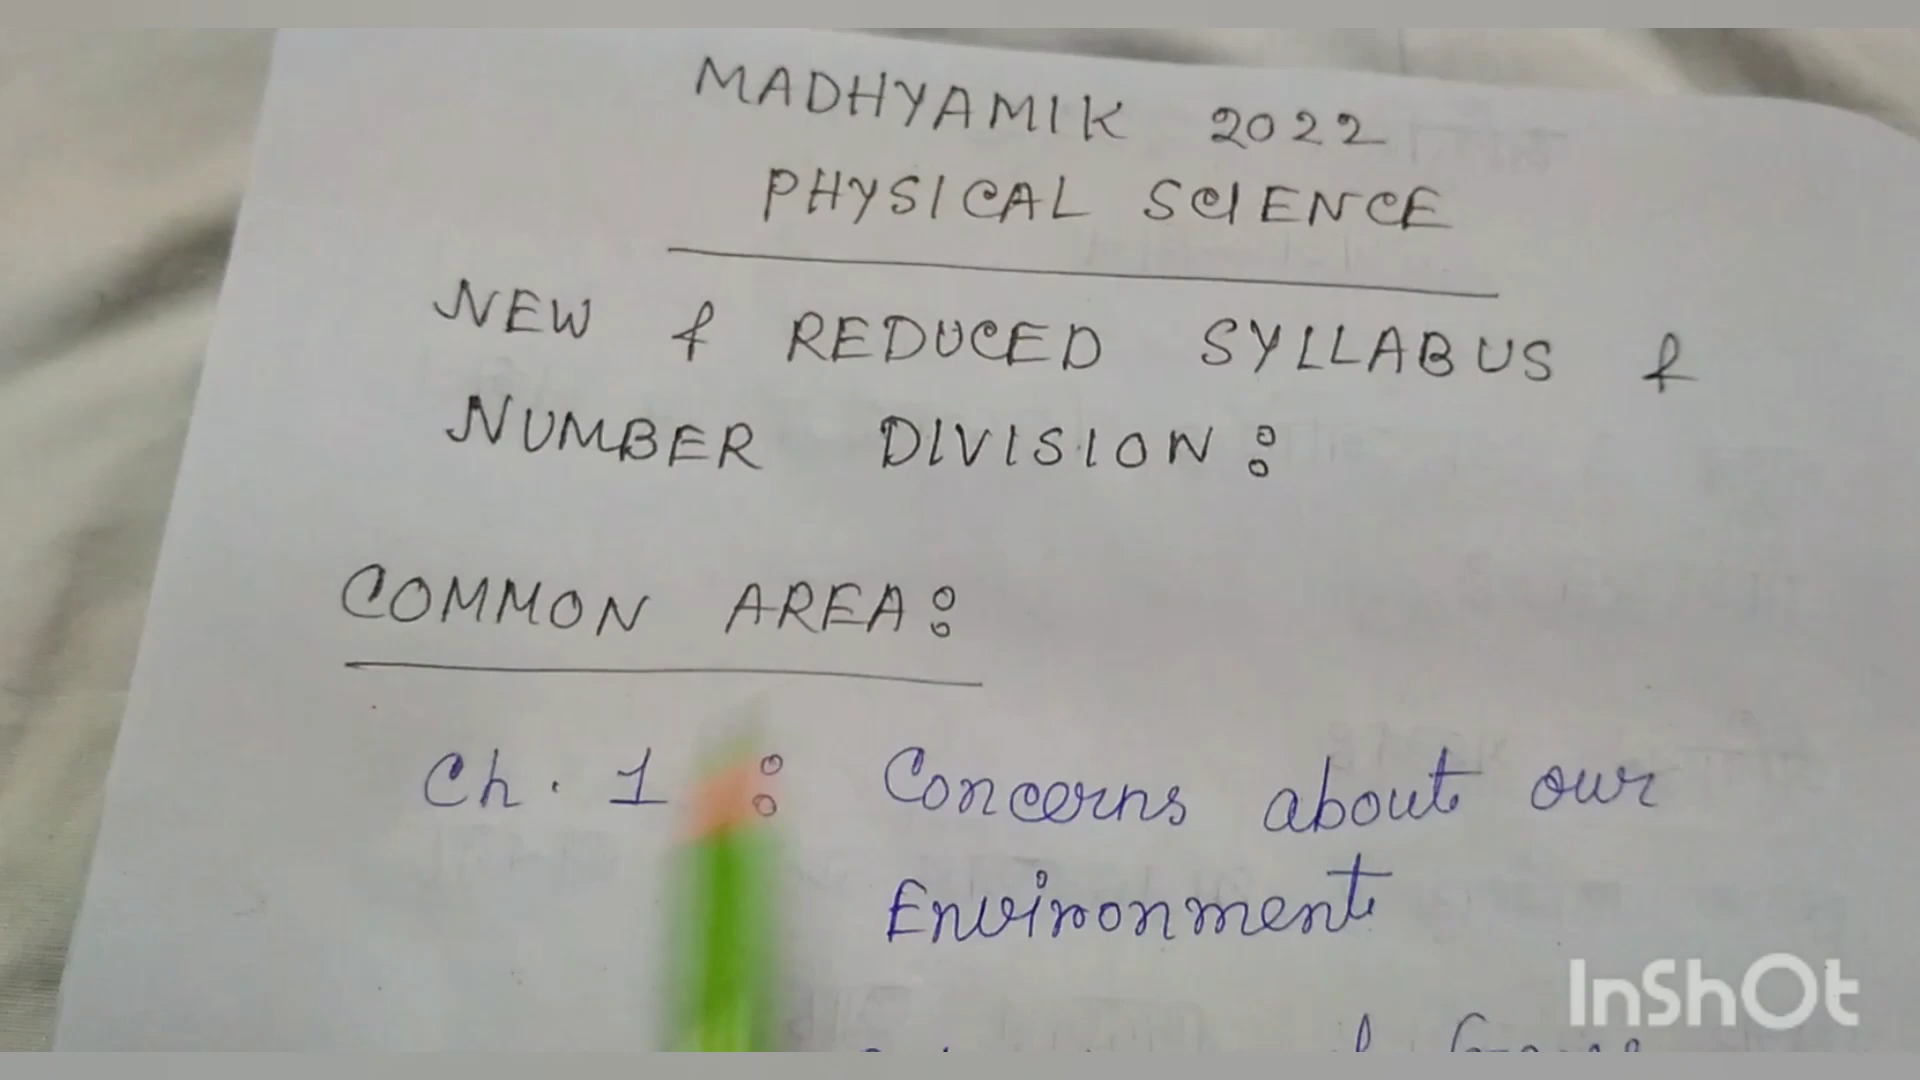 MADHYAMIK 2022
PHYSICAL SCIENCE
NEW & REDUCED SYLLABUS &
NUMBER DIVISION:
COMMON AREA:
Ch. 1 : Concerns about our
Environment
InShOt